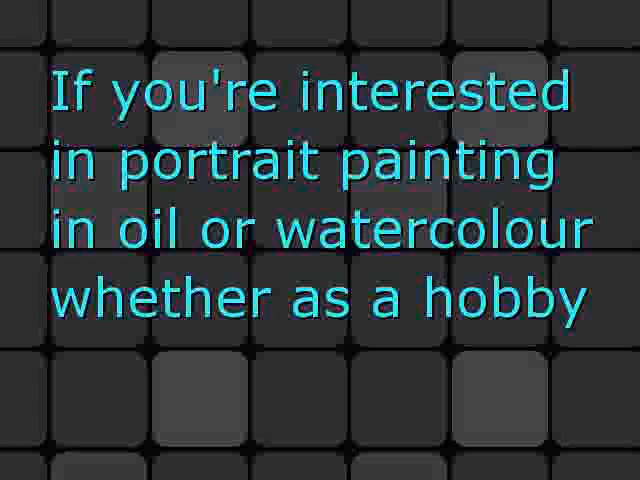 If you're interested
in portrait painting
in oil or watercolour
whether as a hobby